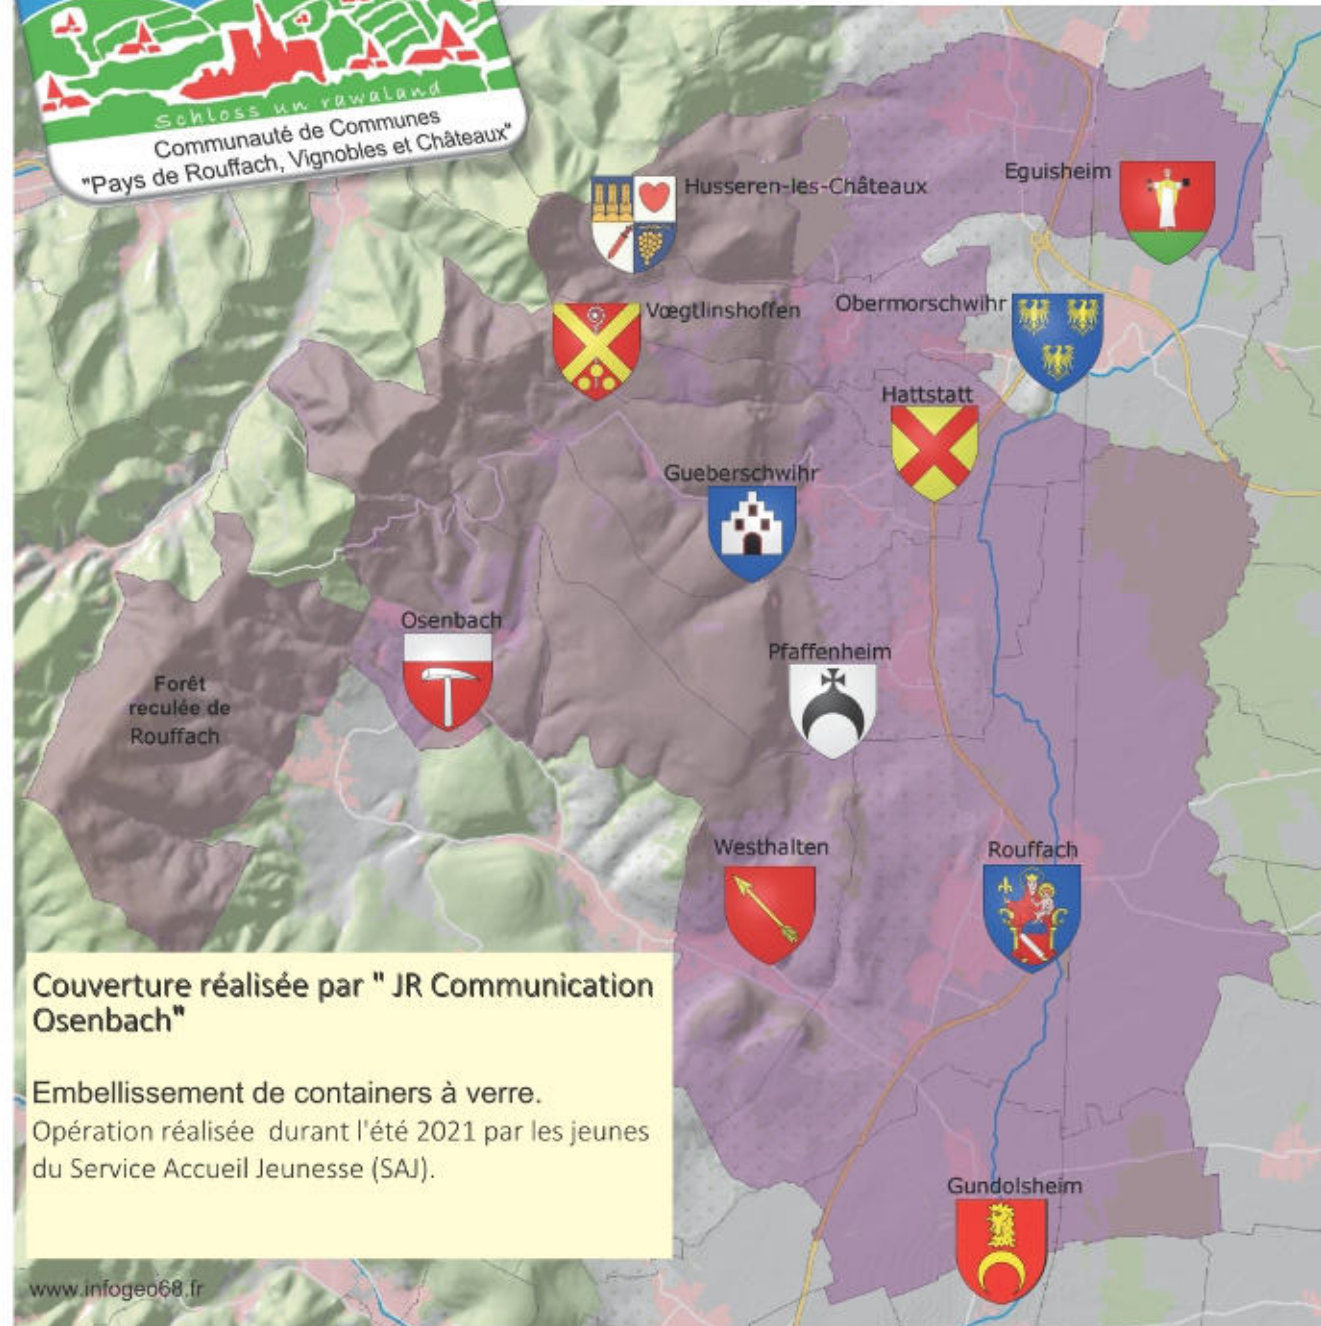 Schloss un rawaland
Communauté de Communes
"Pays de Rouffach, Vignobles et Châteaux"
Husseren-les-Châteaux
Eguisheim
Vœgtlinshoffen
Obermorschwihr
Hattstatt
Gueberschwihr
Osenbach
Pfaffenheim
Forêt
reculée de
Rouffach
Westhalten
Rouffach
Couverture réalisée par " JR Communication
Osenbach"
Embellissement de containers à verre.
Opération réalisée durant l'été 2021 par les jeunes
du Service Accueil Jeunesse (SAJ).
Gundolsheim
www.infogeo68.fr